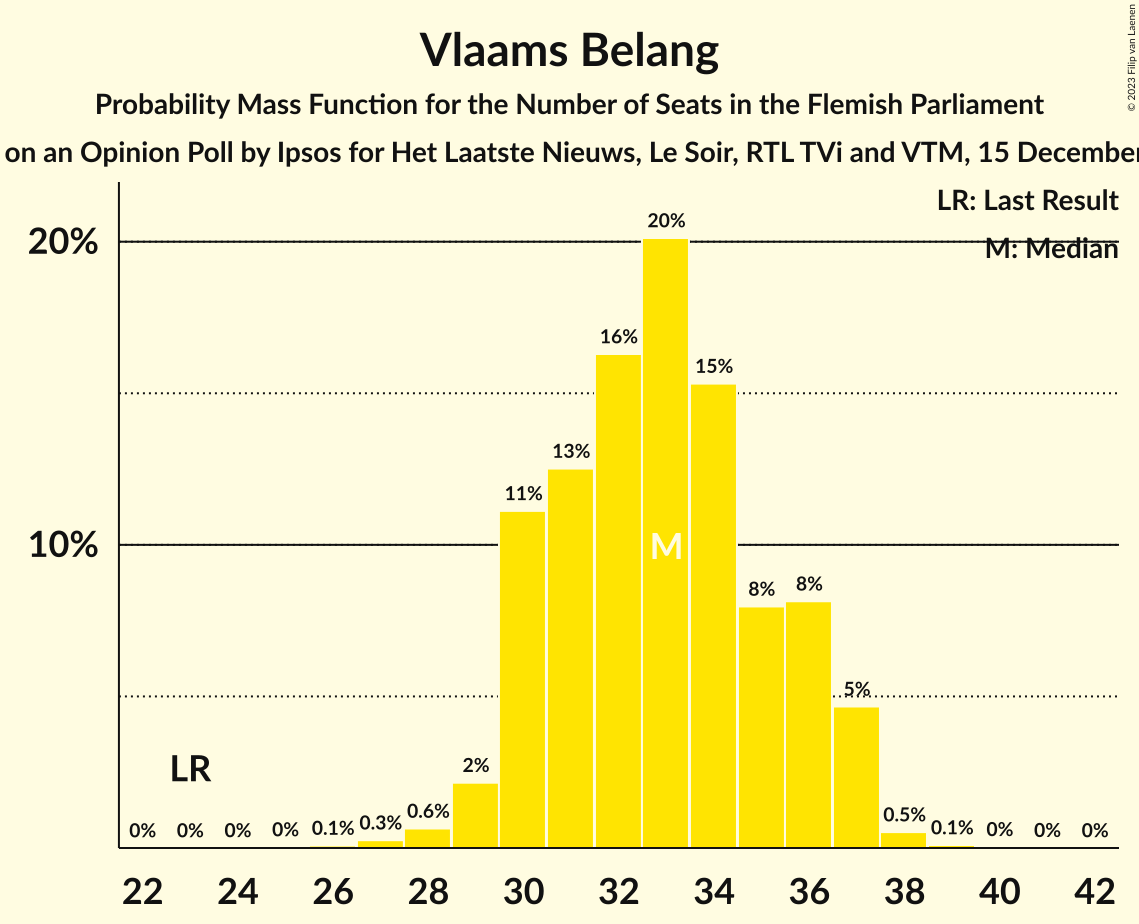 Vlaams Belang
Probability Mass Function for the Number of Seats in the Flemish Parliament
on an Opinion Poll by Ipsos for Het Laatste Nieuws, Le Soir, RTL TVi and VTM, 15 December
© 2023 Filip van Laenen
LR: Last Result
M: Median
20%
10%
0% 0% 0% 0% 0.1% 0.3% 0.6% 2% 11% 13% 16% 20% 15% 8% 8% 5% 0.5% 0.1% 0% 0% 0%
LR
M
22 24 26 28 30 32 34 36 38 40 42